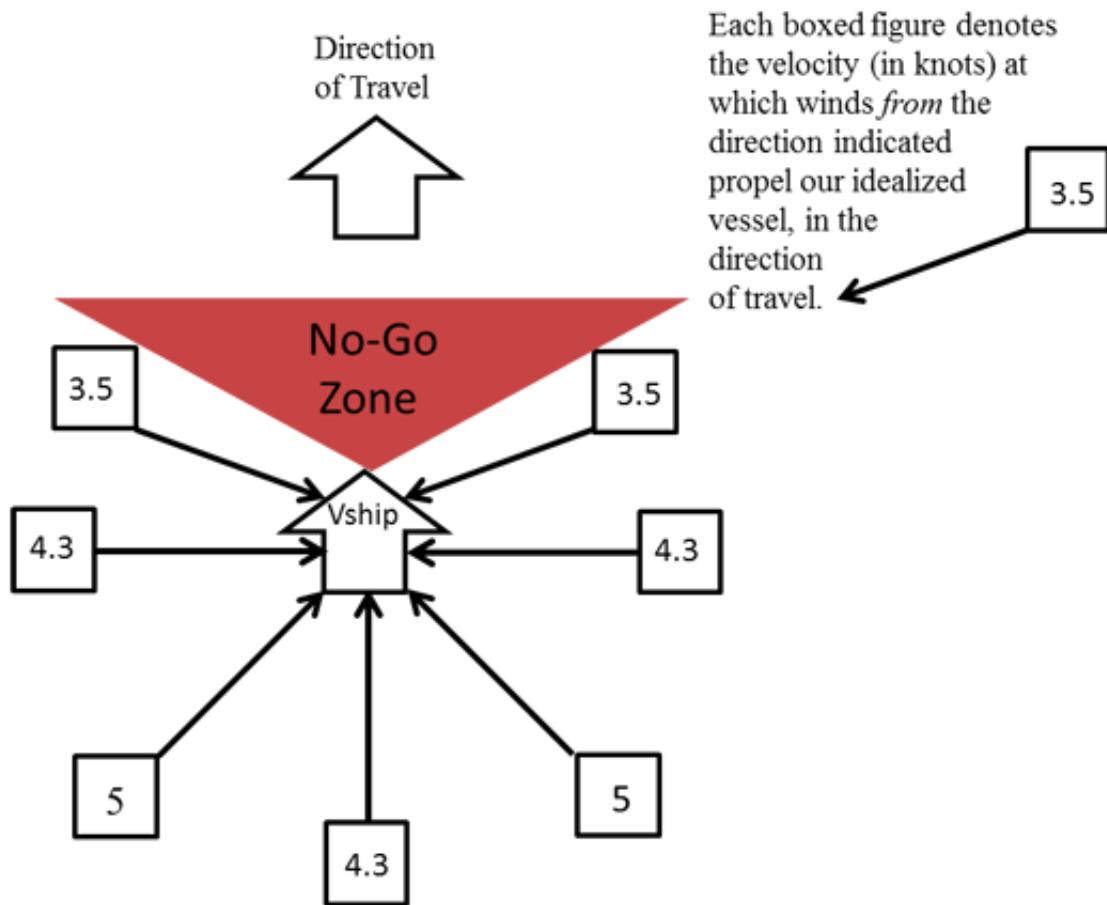 Direction
of Travel
Each boxed figure denotes
the velocity (in knots) at
which winds from the
direction indicated
propel our idealized
vessel, in the
direction
of travel.
3.5
No-Go
Zone
3.5
3.5
Vship
4.3
4.3
5
5
4.3